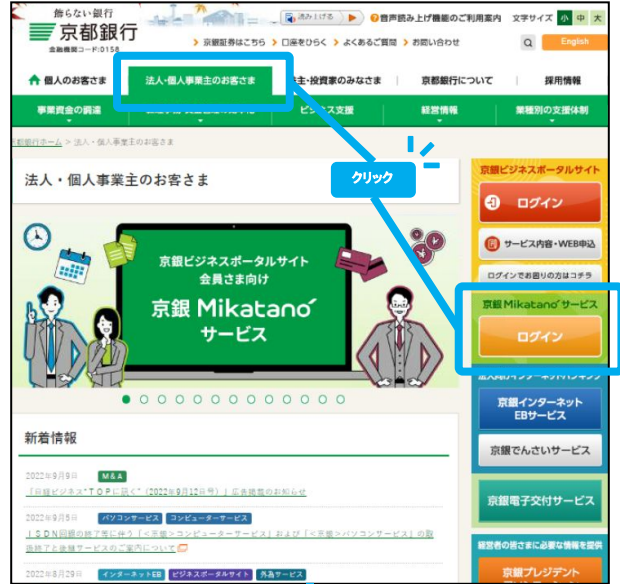 飾らない銀行
京都銀行
金融機関コード:0158
読み上げる
音声読み上げ機能のご利用案内
文字サイズ 小 中 大
京銀証券はこちら
口座をひらく
よくあるご質問
お問い合わせ
English
個人のお客さま
法人・個人事業主のお客さま
主・投資家のみなさま
京都銀行について
採用情報
事業資金の調達
ビジネス支援
経営情報
業種別の支援体制
> 法人・個人事業主のお客さま
法人・個人事業主のお客さま
クリック
京銀ビジネスポータルサイト
会員さま向け
京銀 Mikatano
サービス
京銀ビジネスポータルサイト
ログイン
サービス内容・WEB申込
ログインでお困りの方はコチラ
京銀 Mikatano サービス
ログイン
法人向けインターネットバンキング
京銀インターネット
EBサービス
京銀でんさいサービス
京銀電子交付サービス
経営者の皆さまに必要な情報を提供
京銀プレジデント
新着情報
2022年9月9日 M&A
「日経ビジネス“TOPに訊く”(2022年9月12日号)」広告掲載のお知らせ
2022年9月5日 パソコンサービス コンピューターサービス
ISDN回線の終了等に伴う「<京銀>コンピューターサービス」および「<京銀>パソコンサービス」の取
扱終了と後継サービスのご案内について
2022年8月29日 インターネットEB ビジネスポータルサイト 外為サービス